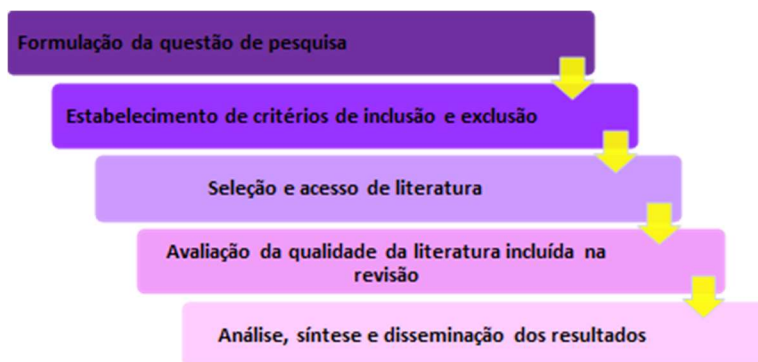 Formulação da questão de pesquisa
Estabelecimento de critérios de inclusão e exclusão
Seleção e acesso de literatura
Avaliação da qualidade da literatura incluída na
revisão
Análise, síntese e disseminação dos resultados